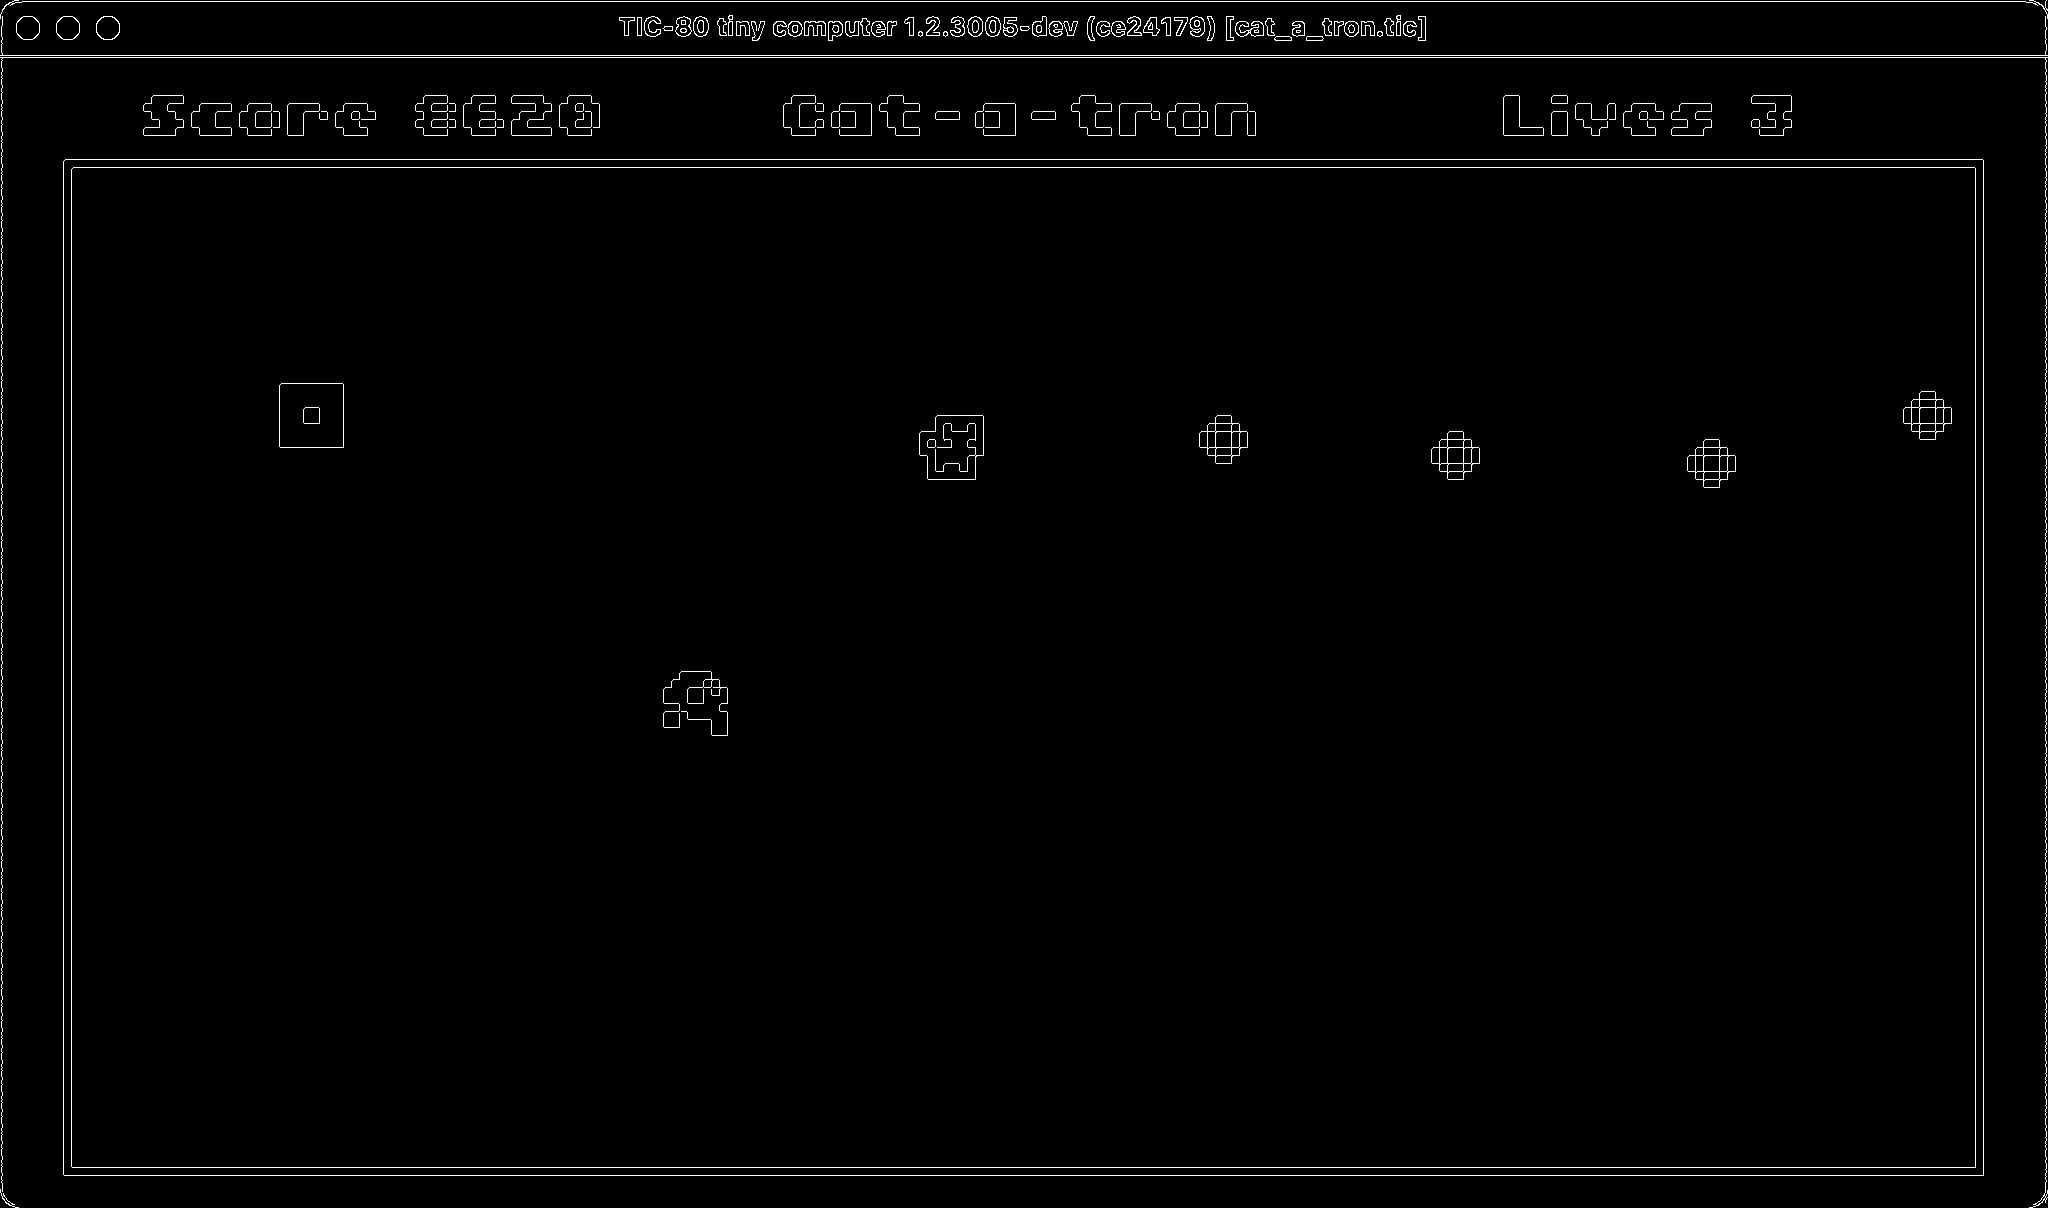 TIC-80 tiny computer 1.2.3005-dev (ce24179) [cat_a_tron.tic]
Score 8620 Cat-a-tron Lives 3